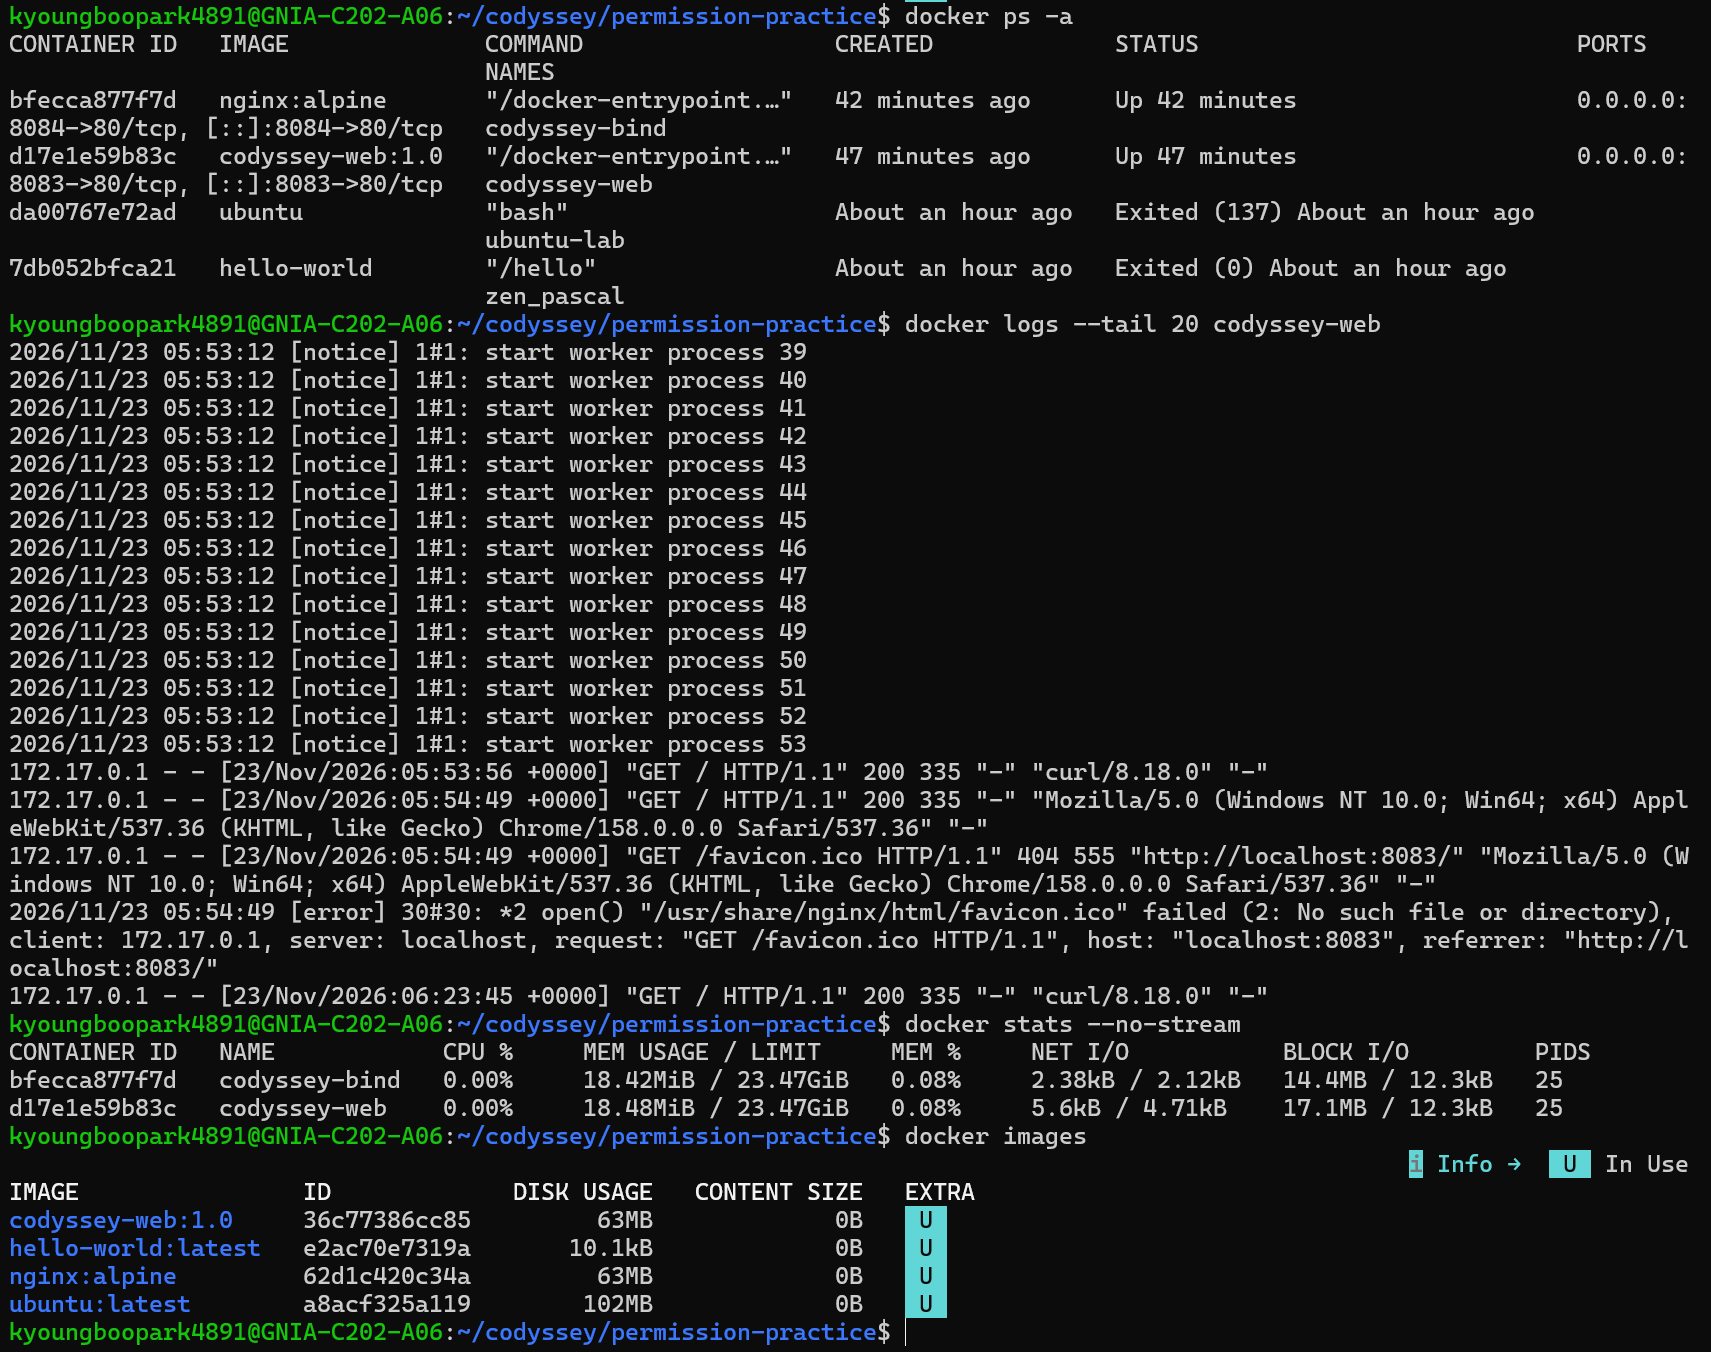 kyoungboopark4891@GNIA-C202-A06:~/codyssey/permission-practice$ docker ps -a
CONTAINER ID   IMAGE              COMMAND                  CREATED             STATUS                           PORTS
                                  NAMES
bfecca877f7d   nginx:alpine       "/docker-entrypoint.…"   42 minutes ago      Up 42 minutes                    0.0.0.0:
8084->80/tcp, [::]:8084->80/tcp   codyssey-bind
d17e1e59b83c   codyssey-web:1.0   "/docker-entrypoint.…"   47 minutes ago      Up 47 minutes                    0.0.0.0:
8083->80/tcp, [::]:8083->80/tcp   codyssey-web
da00767e72ad   ubuntu             "bash"                   About an hour ago   Exited (137) About an hour ago
                                  ubuntu-lab
7db052bfca21   hello-world        "/hello"                 About an hour ago   Exited (0) About an hour ago
                                  zen_pascal
kyoungboopark4891@GNIA-C202-A06:~/codyssey/permission-practice$ docker logs --tail 20 codyssey-web
2026/11/23 05:53:12 [notice] 1#1: start worker process 39
2026/11/23 05:53:12 [notice] 1#1: start worker process 40
2026/11/23 05:53:12 [notice] 1#1: start worker process 41
2026/11/23 05:53:12 [notice] 1#1: start worker process 42
2026/11/23 05:53:12 [notice] 1#1: start worker process 43
2026/11/23 05:53:12 [notice] 1#1: start worker process 44
2026/11/23 05:53:12 [notice] 1#1: start worker process 45
2026/11/23 05:53:12 [notice] 1#1: start worker process 46
2026/11/23 05:53:12 [notice] 1#1: start worker process 47
2026/11/23 05:53:12 [notice] 1#1: start worker process 48
2026/11/23 05:53:12 [notice] 1#1: start worker process 49
2026/11/23 05:53:12 [notice] 1#1: start worker process 50
2026/11/23 05:53:12 [notice] 1#1: start worker process 51
2026/11/23 05:53:12 [notice] 1#1: start worker process 52
2026/11/23 05:53:12 [notice] 1#1: start worker process 53
172.17.0.1 - - [23/Nov/2026:05:53:56 +0000] "GET / HTTP/1.1" 200 335 "-" "curl/8.18.0" "-"
172.17.0.1 - - [23/Nov/2026:05:54:49 +0000] "GET / HTTP/1.1" 200 335 "-" "Mozilla/5.0 (Windows NT 10.0; Win64; x64) Appl
eWebKit/537.36 (KHTML, like Gecko) Chrome/158.0.0.0 Safari/537.36" "-"
172.17.0.1 - - [23/Nov/2026:05:54:49 +0000] "GET /favicon.ico HTTP/1.1" 404 555 "http://localhost:8083/" "Mozilla/5.0 (W
indows NT 10.0; Win64; x64) AppleWebKit/537.36 (KHTML, like Gecko) Chrome/158.0.0.0 Safari/537.36" "-"
2026/11/23 05:54:49 [error] 30#30: *2 open() "/usr/share/nginx/html/favicon.ico" failed (2: No such file or directory),
client: 172.17.0.1, server: localhost, request: "GET /favicon.ico HTTP/1.1", host: "localhost:8083", referrer: "http://l
ocalhost:8083/"
172.17.0.1 - - [23/Nov/2026:06:23:45 +0000] "GET / HTTP/1.1" 200 335 "-" "curl/8.18.0" "-"
kyoungboopark4891@GNIA-C202-A06:~/codyssey/permission-practice$ docker stats --no-stream
CONTAINER ID   NAME            CPU %     MEM USAGE / LIMIT     MEM %     NET I/O           BLOCK I/O         PIDS
bfecca877f7d   codyssey-bind   0.00%     18.42MiB / 23.47GiB   0.08%     2.38kB / 2.12kB   14.4MB / 12.3kB   25
d17e1e59b83c   codyssey-web    0.00%     18.48MiB / 23.47GiB   0.08%     5.6kB / 4.71kB    17.1MB / 12.3kB   25
kyoungboopark4891@GNIA-C202-A06:~/codyssey/permission-practice$ docker images
i Info →   U  In Use
IMAGE                ID             DISK USAGE   CONTENT SIZE   EXTRA
codyssey-web:1.0     36c77386cc85         63MB             0B    U
hello-world:latest   e2ac70e7319a       10.1kB             0B    U
nginx:alpine         62d1c420c34a         63MB             0B    U
ubuntu:latest        a8acf325a119        102MB             0B    U
kyoungboopark4891@GNIA-C202-A06:~/codyssey/permission-practice$